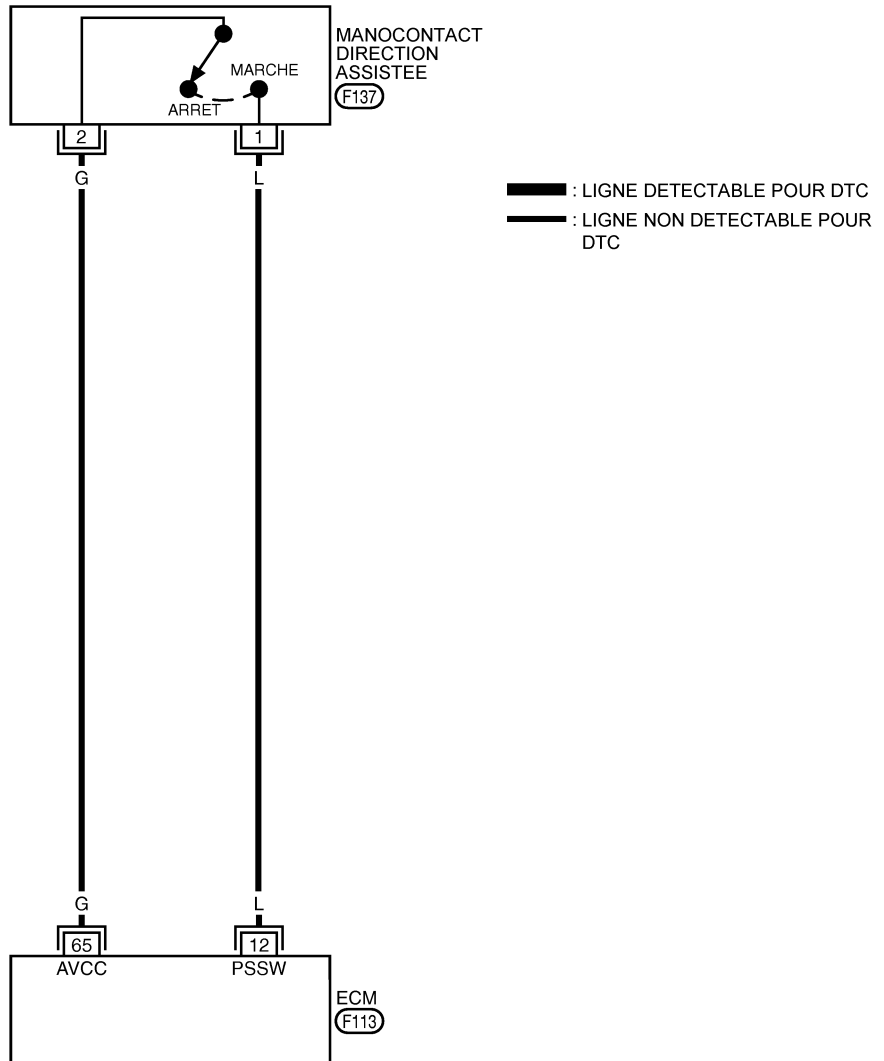 MANOCONTACT
DIRECTION
ASSISTEE
F137
MARCHE
ARRET
2
1
G
L
: LIGNE DETECTABLE POUR DTC
: LIGNE NON DETECTABLE POUR
DTC
G
L
65
12
AVCC
PSSW
ECM
F113